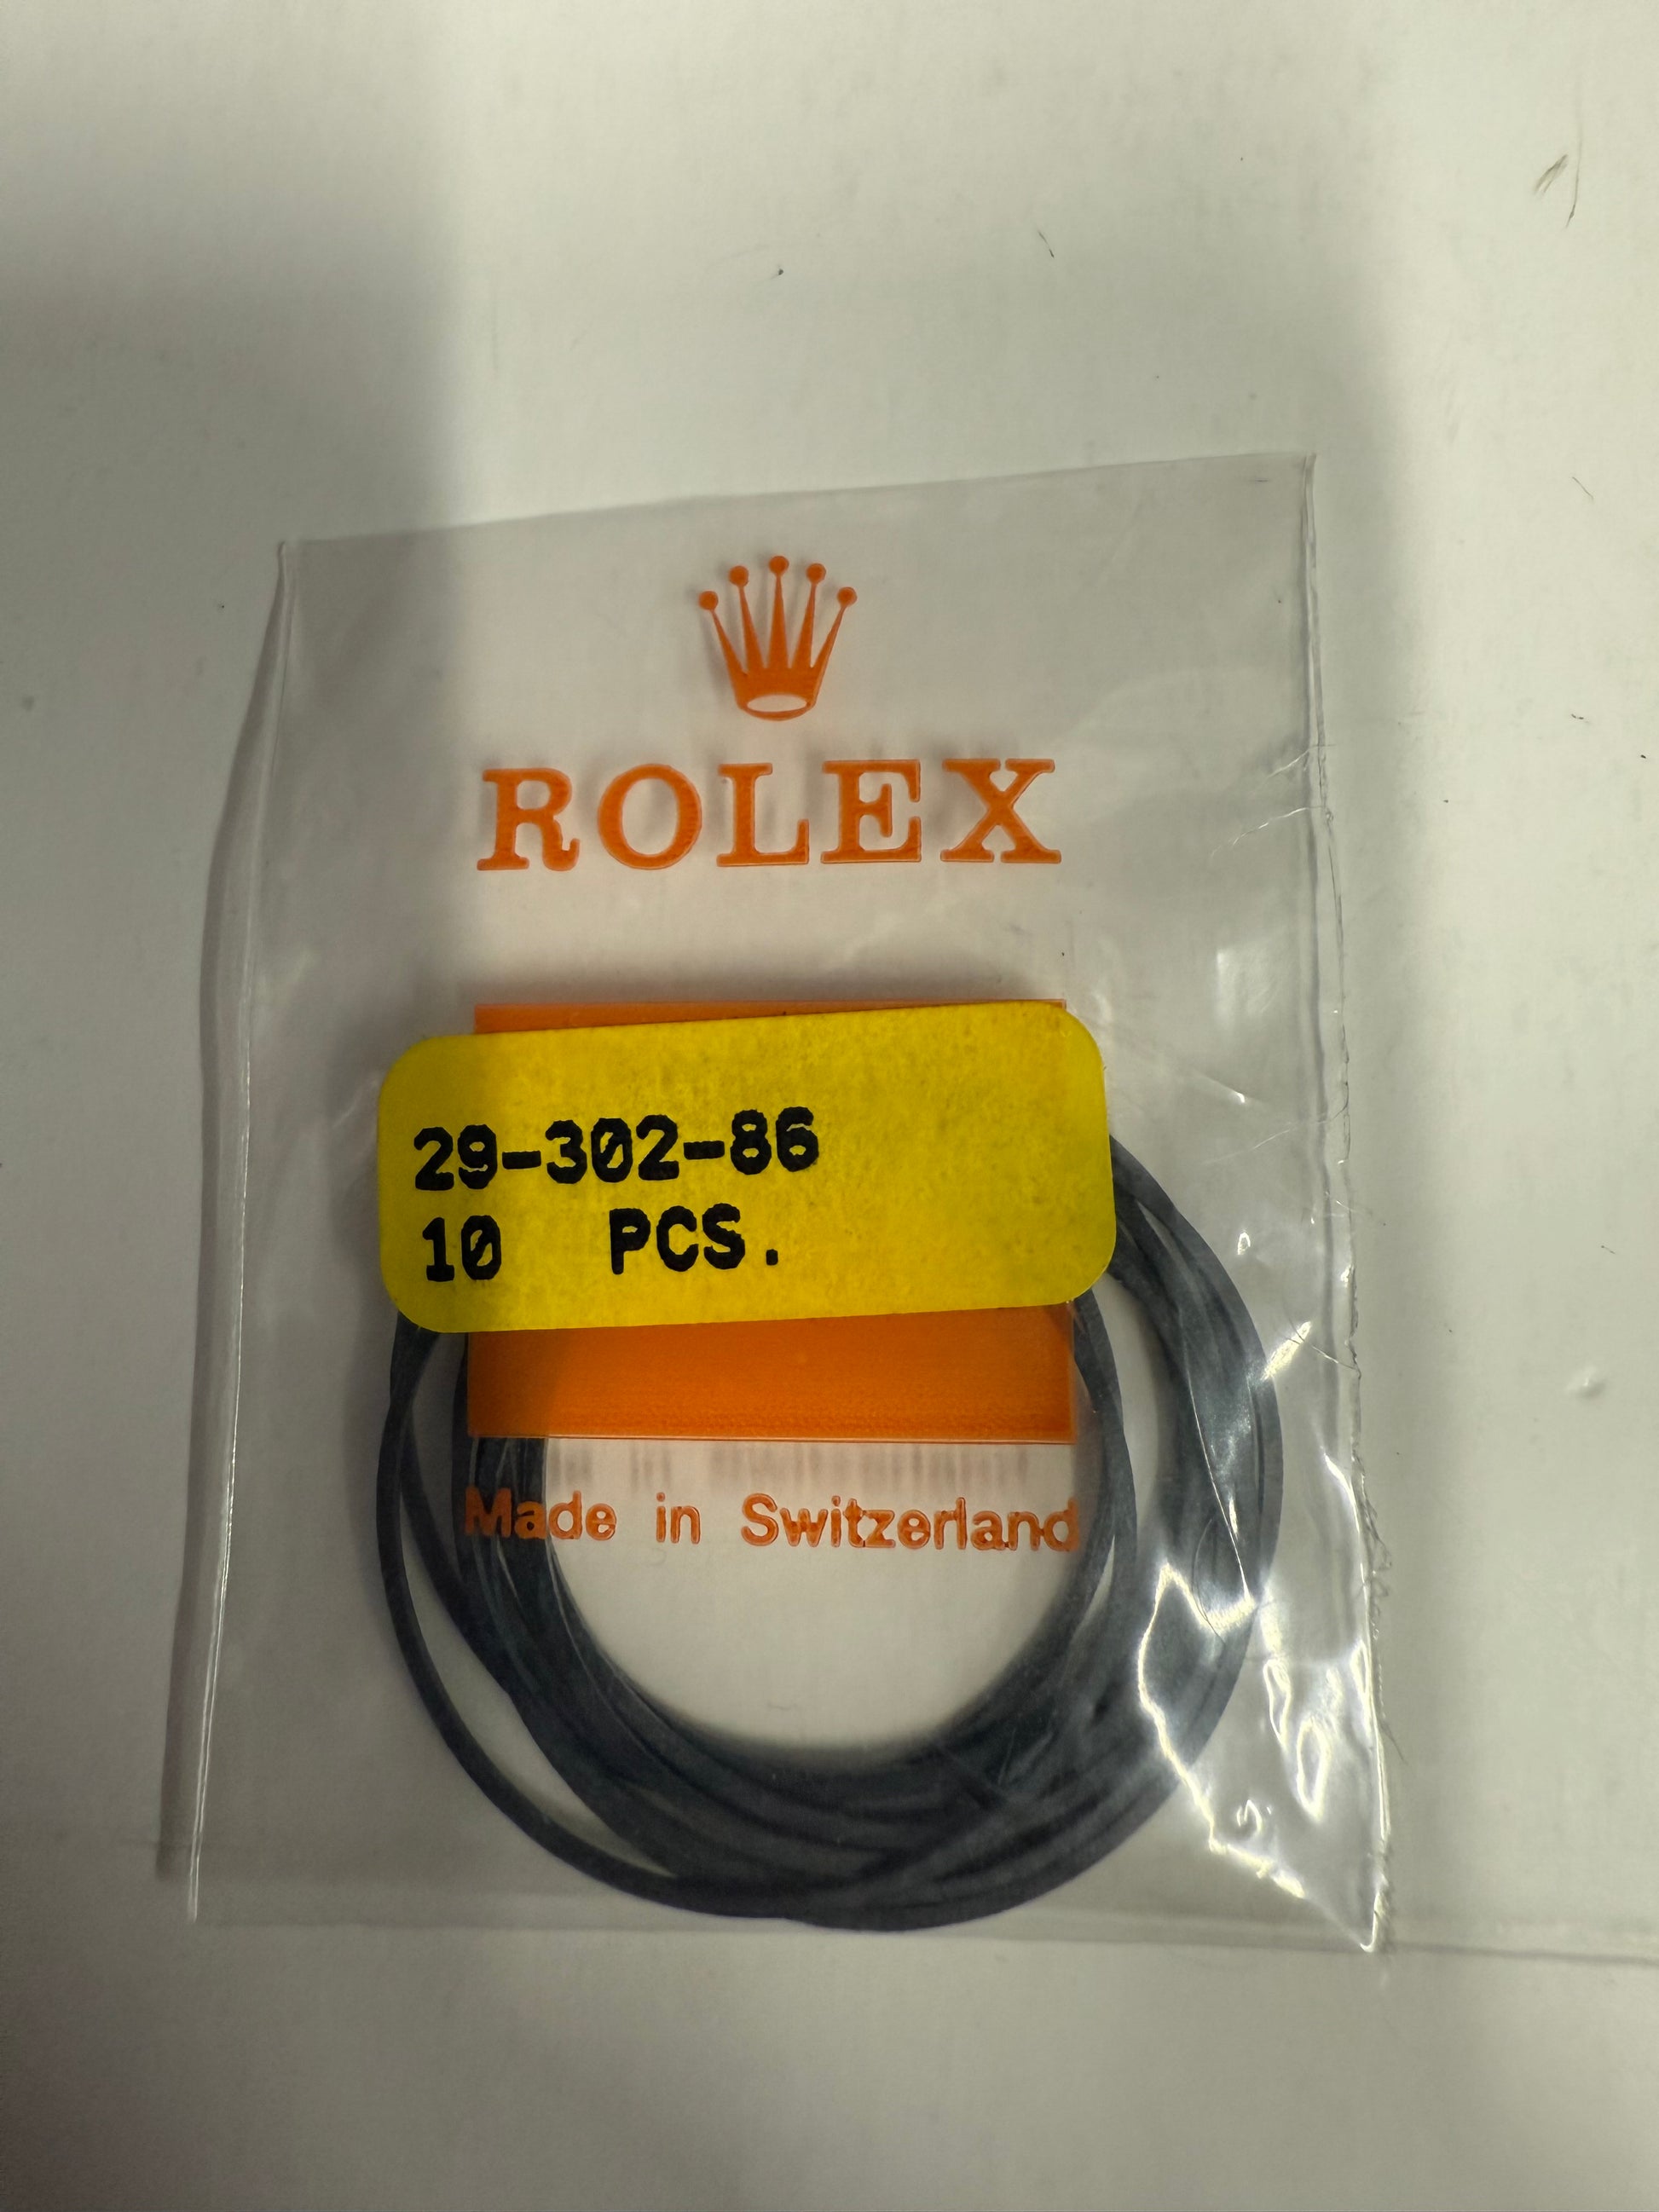 ROLEX
29-302-86
10 PCS.
Made in Switzerland